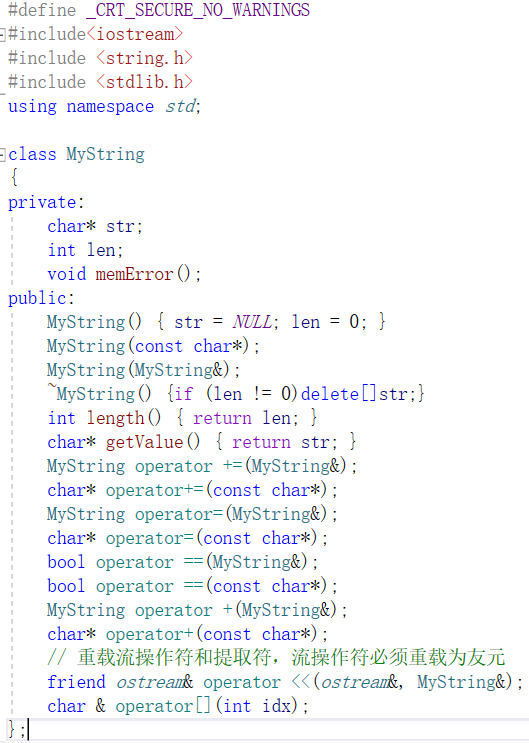 #define _CRT_SECURE_NO_WARNINGS
#include<iostream>
#include <string.h>
#include <stdlib.h>
using namespace std;
class MyString
{
private:
char* str;
int len;
void memError();
public:
MyString() { str = NULL; len = 0; }
MyString(const char*);
MyString(MyString&);
~MyString() {if (len != 0)delete[]str;}
int length() { return len; }
char* getValue() { return str; }
MyString operator +=(MyString&);
char* operator+=(const char*);
MyString operator=(MyString&);
char* operator=(const char*);
bool operator ==(MyString&);
bool operator ==(const char*);
MyString operator +(MyString&);
char* operator+(const char*);
// 重载流操作符和提取符，流操作符必须重载为友元
friend ostream& operator <<(ostream&, MyString&);
char & operator[](int idx);
};